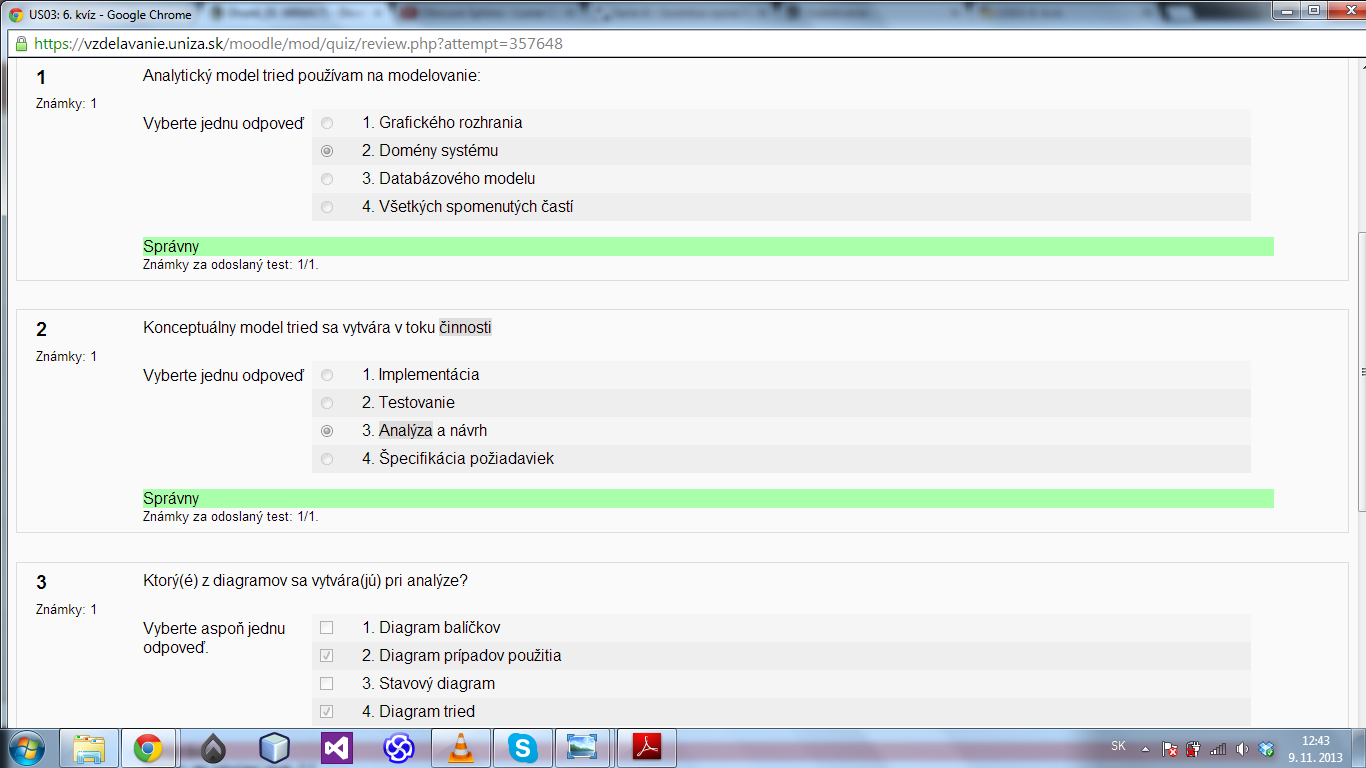 US03: 6. kvíz - Google Chrome
https://vzdelavanie.uniza.sk/moodle/mod/quiz/review.php?attempt=357648
1
Analytický model tried používam na modelovanie:
Známky: 1
Vyberte jednu odpoveď
1. Grafického rozhrania
2. Domény systému
3. Databázového modelu
4. Všetkých spomenutých častí
Správny
Známky za odoslaný test: 1/1.
2
Konceptuálny model tried sa vytvára v toku činnosti
Známky: 1
Vyberte jednu odpoveď
1. Implementácia
2. Testovanie
3. Analýza a návrh
4. Špecifikácia požiadaviek
Správny
Známky za odoslaný test: 1/1.
3
Ktorý(é) z diagramov sa vytvára(jú) pri analýze?
Známky: 1
Vyberte aspoň jednu
odpoveď.
1. Diagram balíčkov
2. Diagram prípadov použitia
3. Stavový diagram
4. Diagram tried
SK
12:43
9. 11. 2013